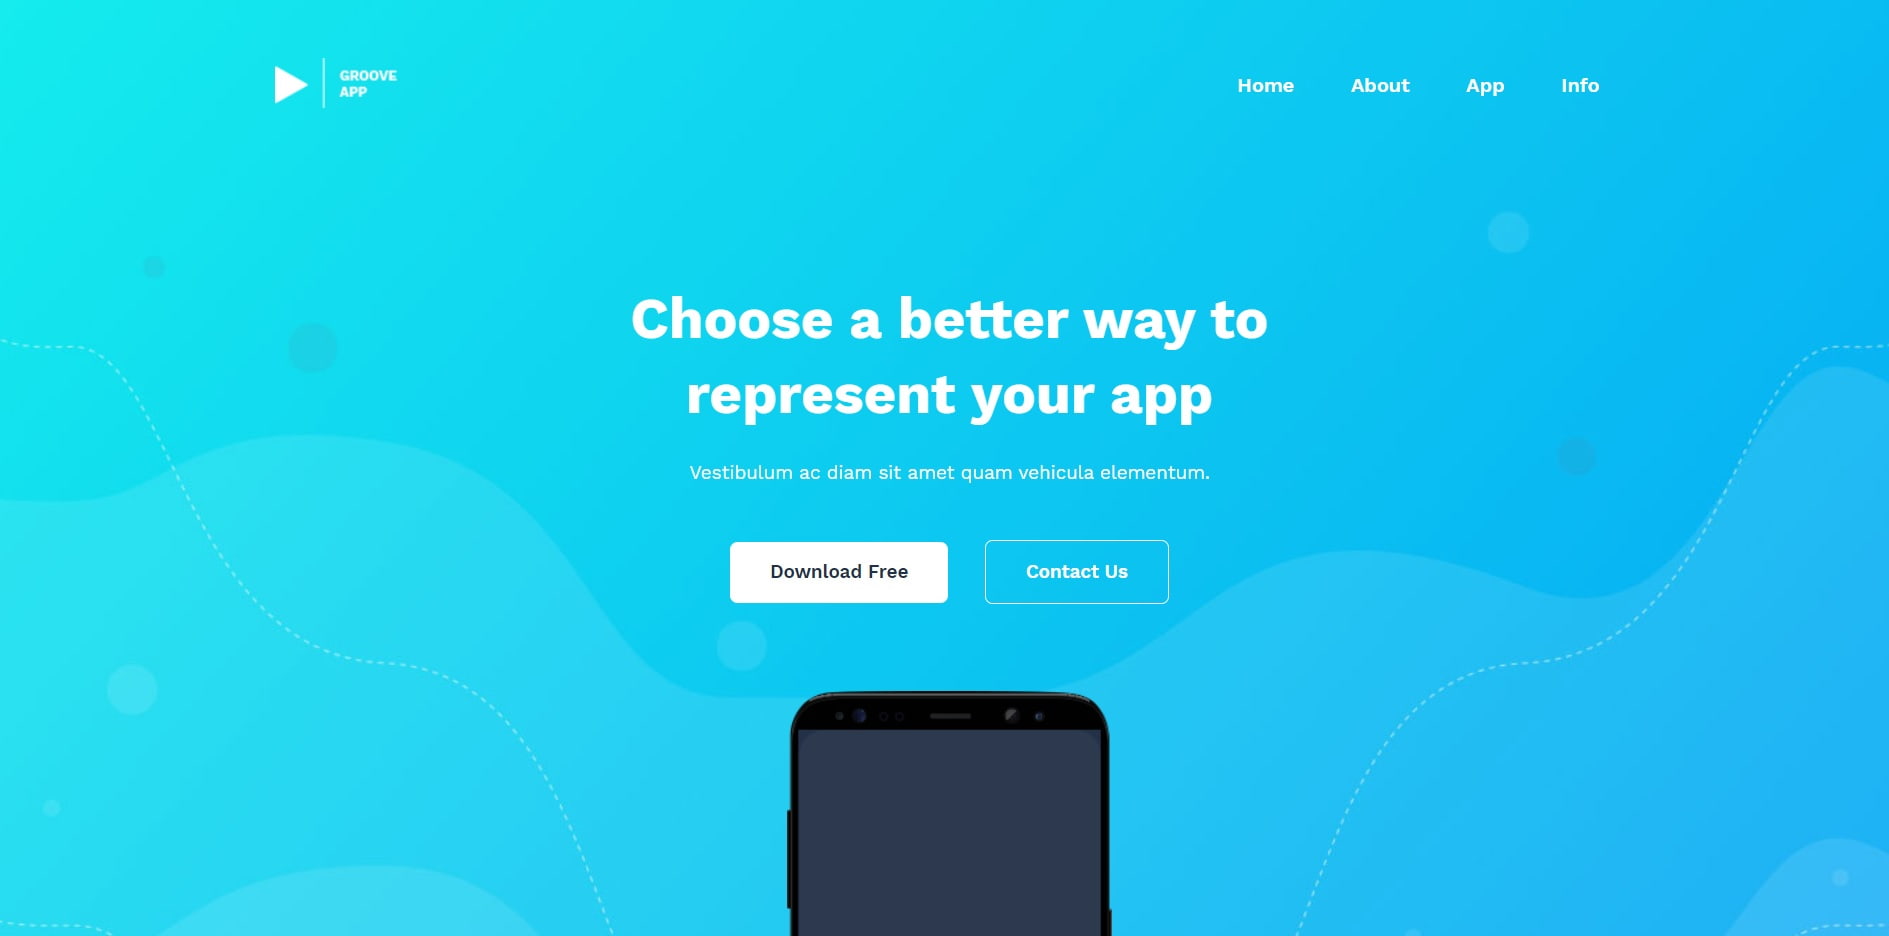 GROOVE
APP
Home About App Info
Choose a better way to
represent your app
Vestibulum ac diam sit amet quam vehicula elementum.
Download Free Contact Us